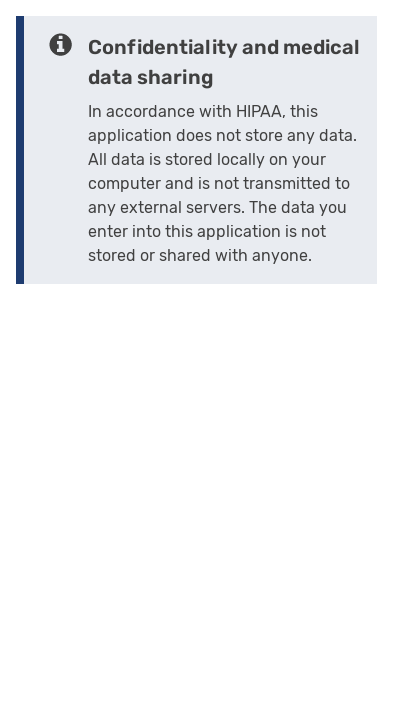 Confidentiality and medical
data sharing
In accordance with HIPAA, this
application does not store any data.
All data is stored locally on your
computer and is not transmitted to
any external servers. The data you
enter into this application is not
stored or shared with anyone.